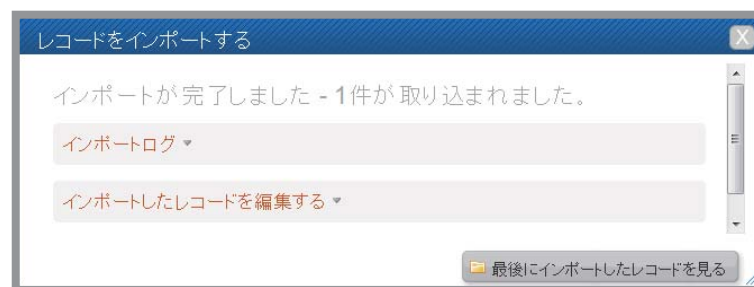 レコードをインポートする
X
インポートが完了しました - 1件が取り込まれました。
インポートログ ▼
インポートしたレコードを編集する ▼
最後にインポートしたレコードを見る